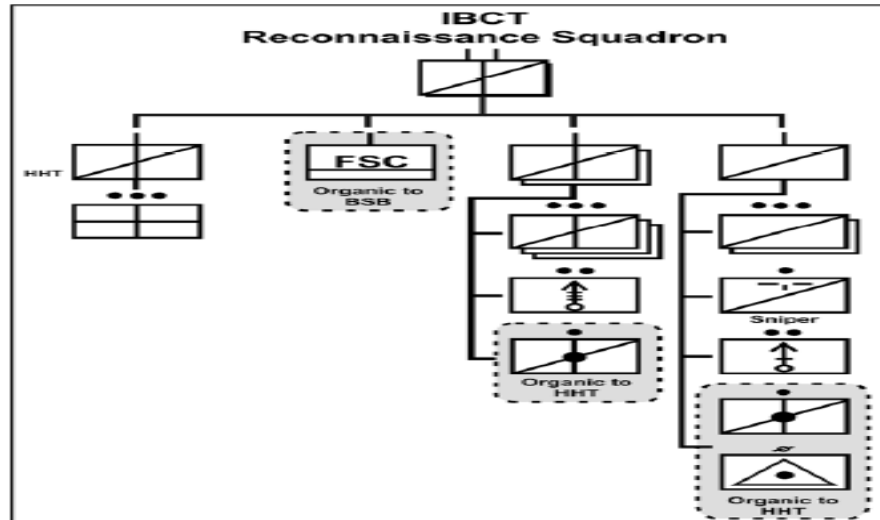 IBCT
Reconnaissance Squadron
HHT
FSC
Organic to
BSB
Sniper
Organic to
HHT
Organic to
HHT